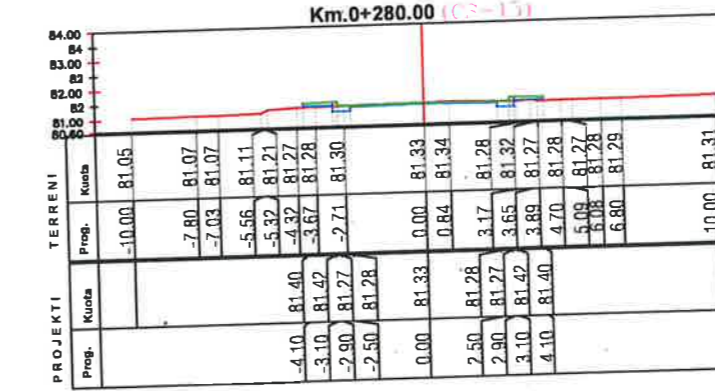 Km.0+280.00 (C3-13)
84.00
84
83.00
82
82.00
82
81.00
80.50
TERRENI
Kuota 81.05 81.07 81.07 81.11 81.21 81.27 81.28 81.30 81.33 81.34 81.28 81.32 81.27 81.28 81.27 81.28 81.29 81.31
Prog. -10.00 -7.80 -7.03 -5.56 -5.32 -4.32 -3.67 -2.71 0.00 0.84 3.17 3.65 3.89 4.70 5.09 6.08 6.80 10.00
PROJEKTI
Kuota 81.40 81.42 81.27 81.28 81.33 81.28 81.27 81.42 81.40
Prog. -4.10 -3.10 -2.90 -2.50 0.00 2.50 2.90 3.10 4.10